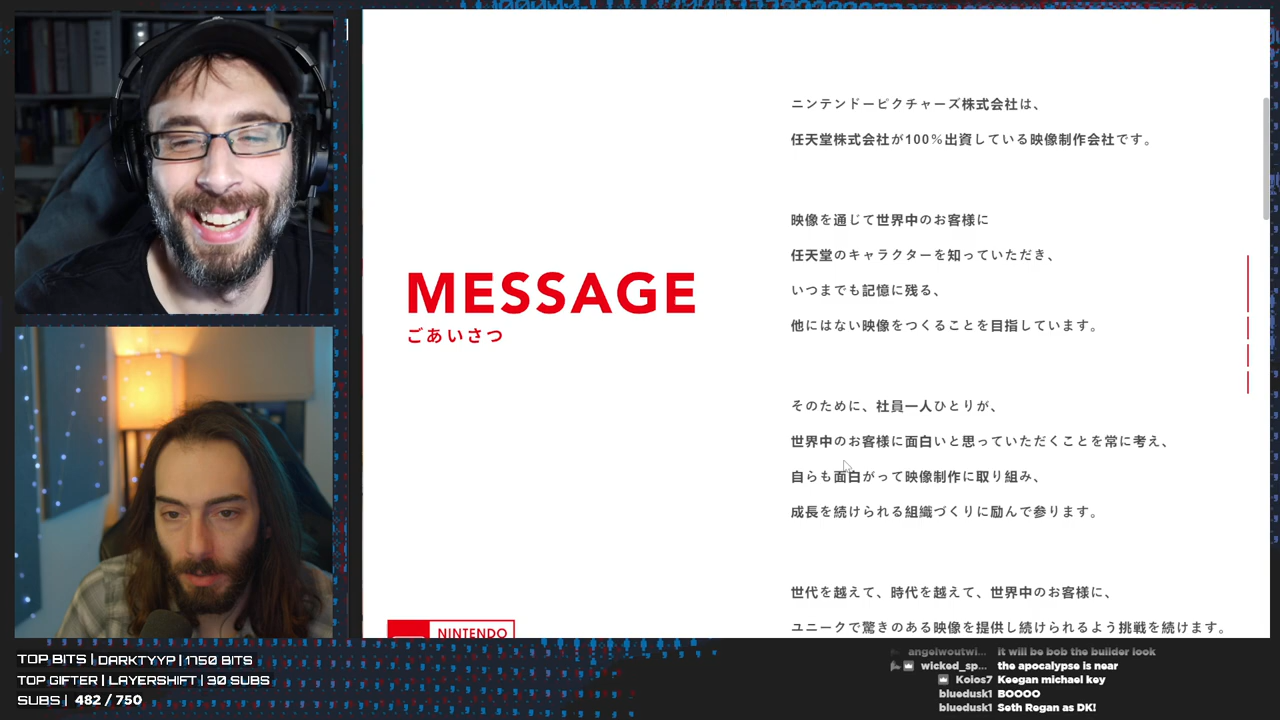 MESSAGE
ごあいさつ
ニンテンドーピクチャーズ株式会社は、
任天堂株式会社が100％出資している映像制作会社です。
映像を通じて世界中のお客様に
任天堂のキャラクターを知っていただき、
いつまでも記憶に残る、
他にはない映像をつくることを目指しています。
そのために、社員一人ひとりが、
世界中のお客様に面白いと思っていただくことを常に考え、
自らも面白がって映像制作に取り組み、
成長を続けられる組織づくりに励んで参ります。
世代を越えて、時代を越えて、世界中のお客様に、
ユニークで驚きのある映像を提供し続けられるよう挑戦を続けます。
NINTENDO
TOP BITS | DARKTYYP | 1750 BITS
TOP GIFTER | LAYERSHIFT | 30 SUBS
SUBS | 482 / 750
angelwoutwi... it will be bob the builder look
wicked_sp... the apocalypse is near
Kolos7 Keegan michael key
bluedusk1 BOOOO
bluedusk1 Seth Regan as DK!